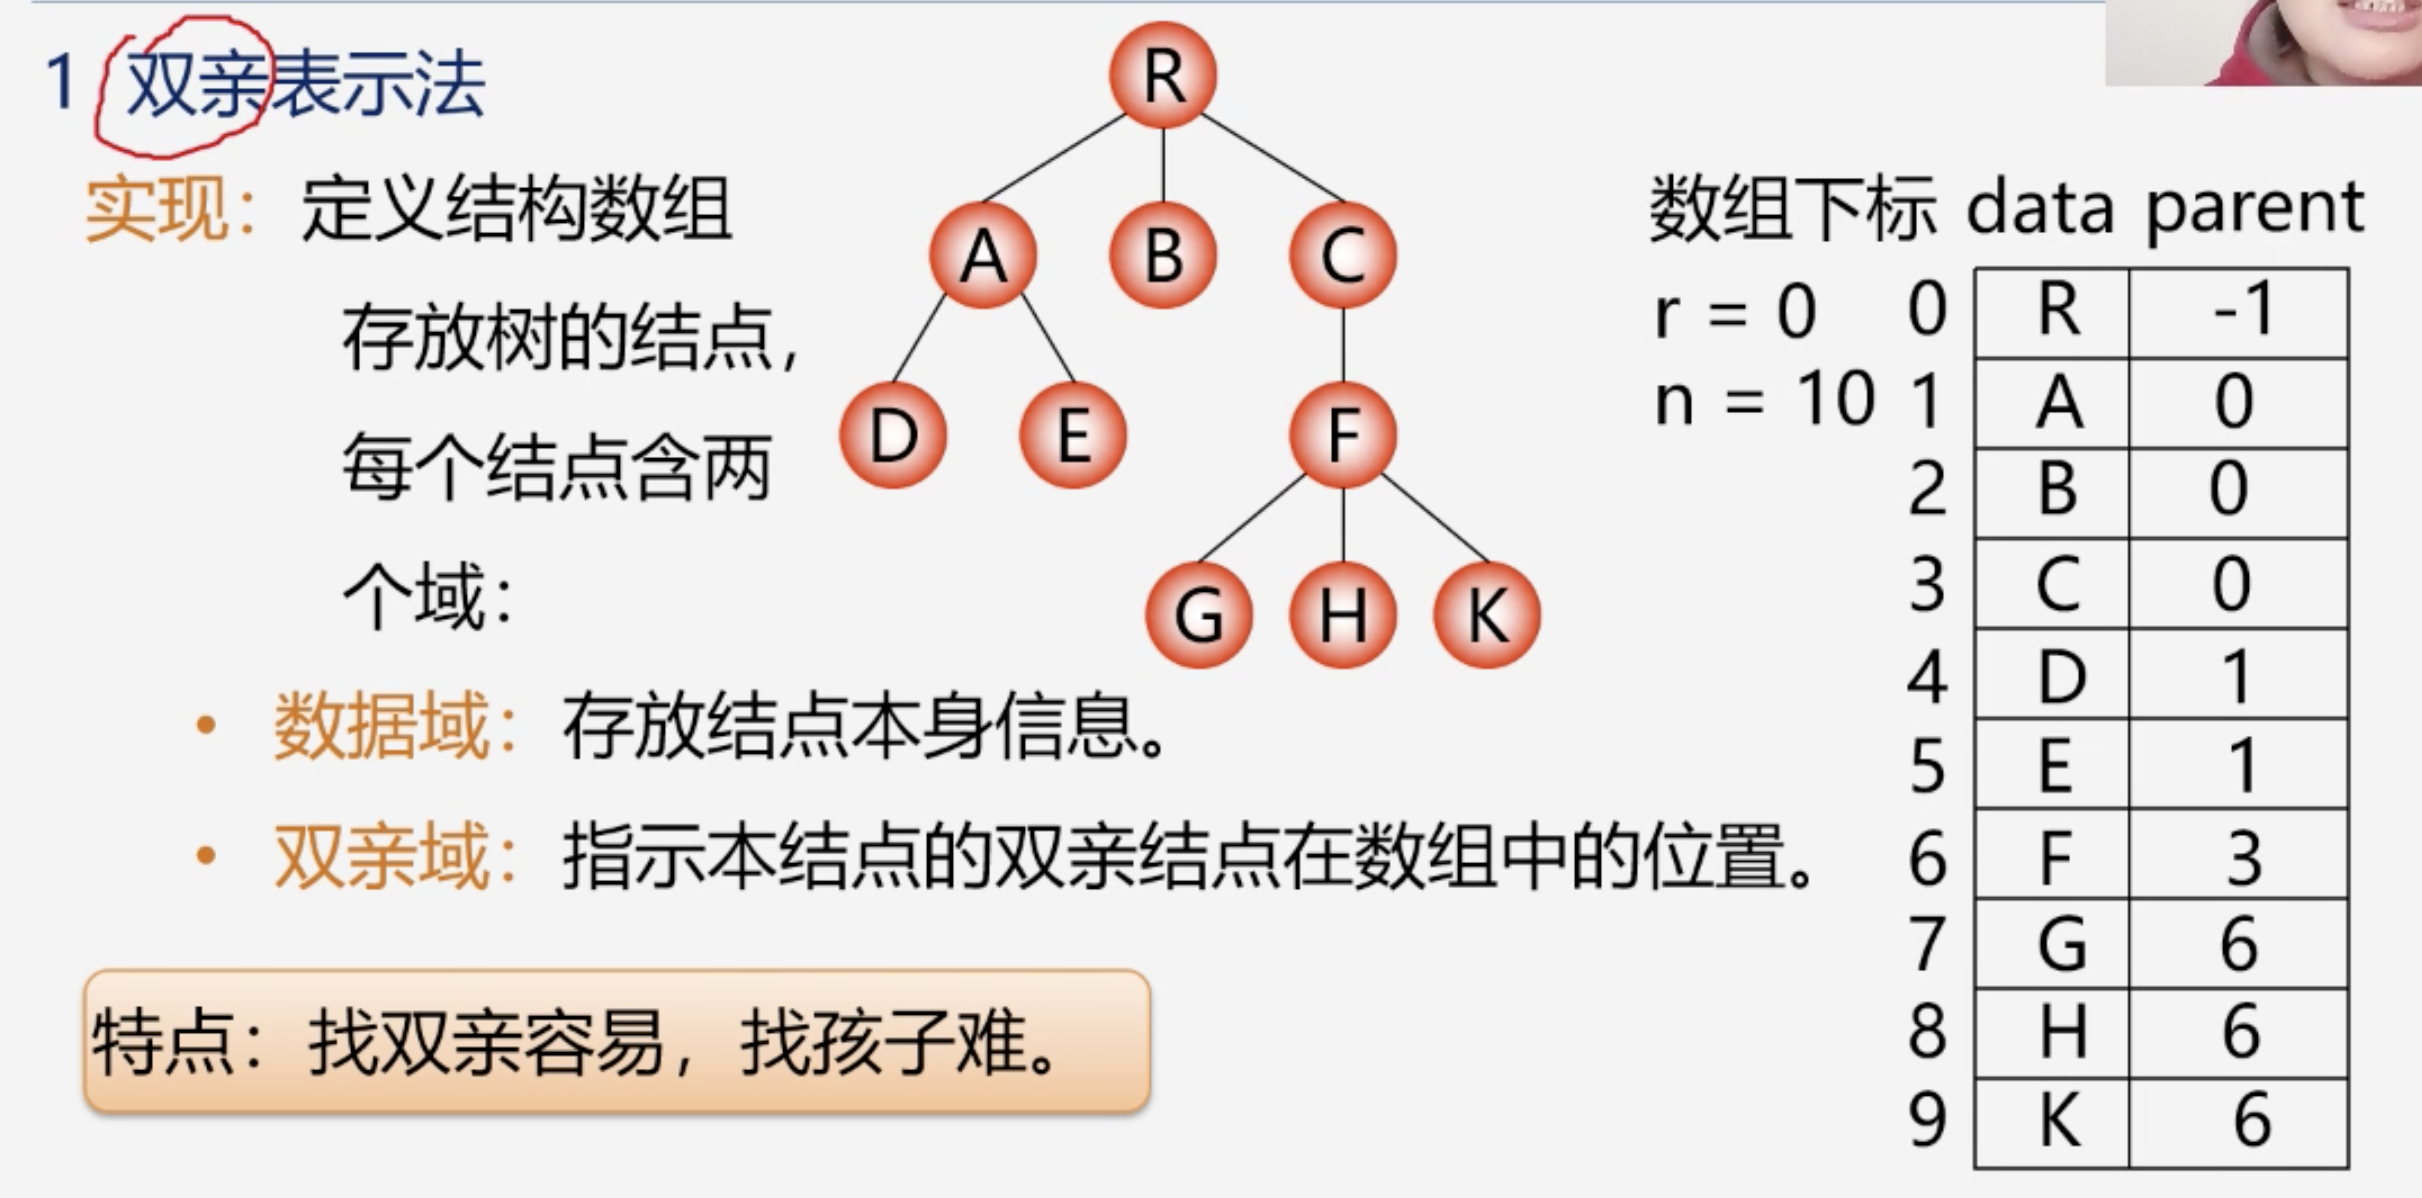 1 双亲表示法
实现：定义结构数组
存放树的结点，
每个结点含两
个域：
• 数据域：存放结点本身信息。
• 双亲域：指示本结点的双亲结点在数组中的位置。
特点：找双亲容易，找孩子难。
R
A B C
D E F
G H K
数组下标 data parent
r = 0 0 R -1
n = 10 1 A 0
2 B 0
3 C 0
4 D 1
5 E 1
6 F 3
7 G 6
8 H 6
9 K 6